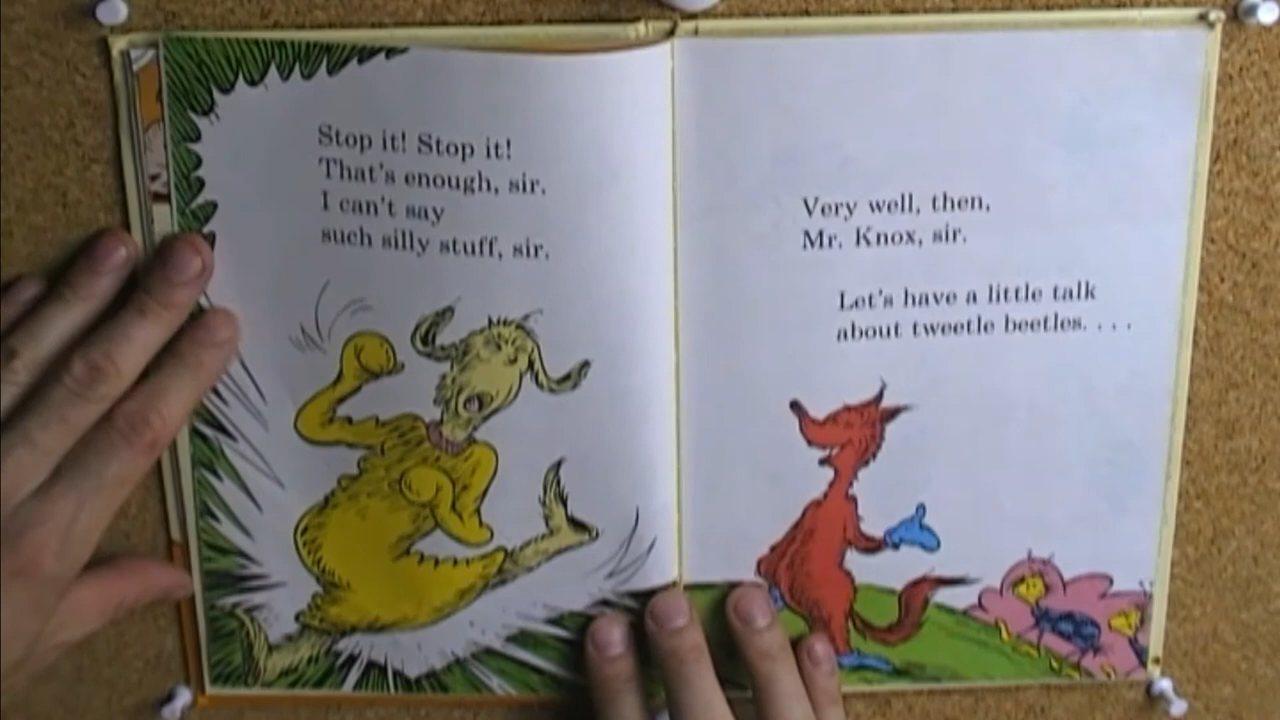 Stop it! Stop it!
That's enough, sir.
I can't say
such silly stuff, sir.
Very well, then,
Mr. Knox, sir.
Let's have a little talk
about tweetle beetles. . . .